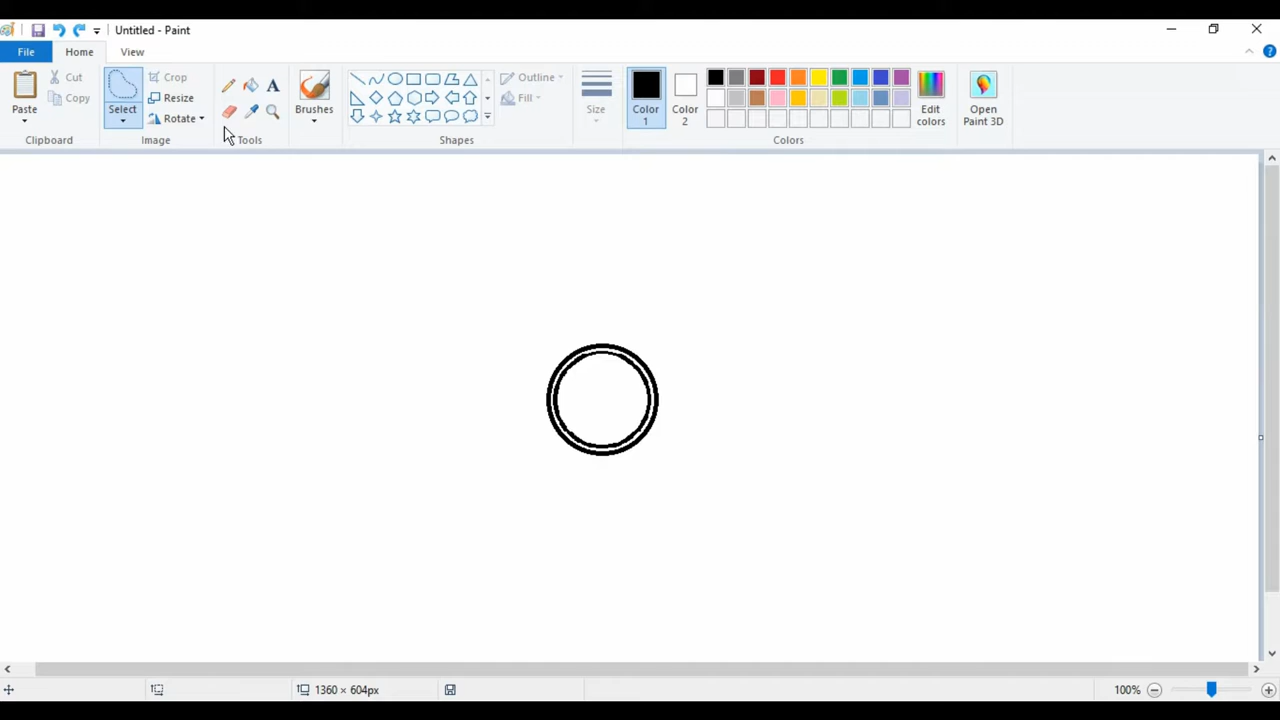 Untitled - Paint
File Home View
Paste
Cut
Copy
Clipboard
Select
Crop
Resize
Rotate
Image
A
Tools
Brushes
Outline
Fill
Shapes
Size
Color 1
Color 2
Edit colors
Colors
Open Paint 3D
1360 × 604px
100%